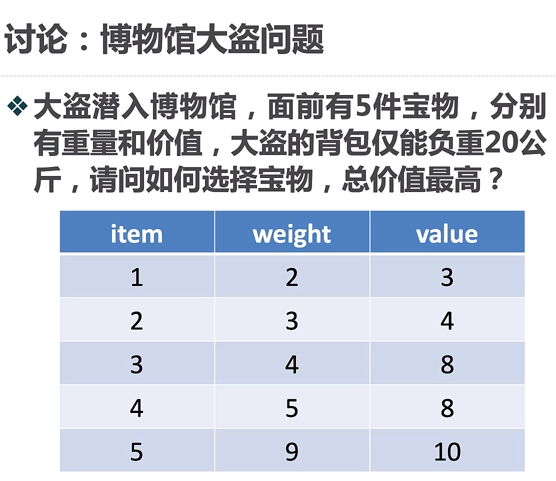 讨论：博物馆大盗问题
❖大盗潜入博物馆，面前有5件宝物，分别
有重量和价值，大盗的背包仅能负重20公
斤，请问如何选择宝物，总价值最高？
item weight value
1 2 3
2 3 4
3 4 8
4 5 8
5 9 10